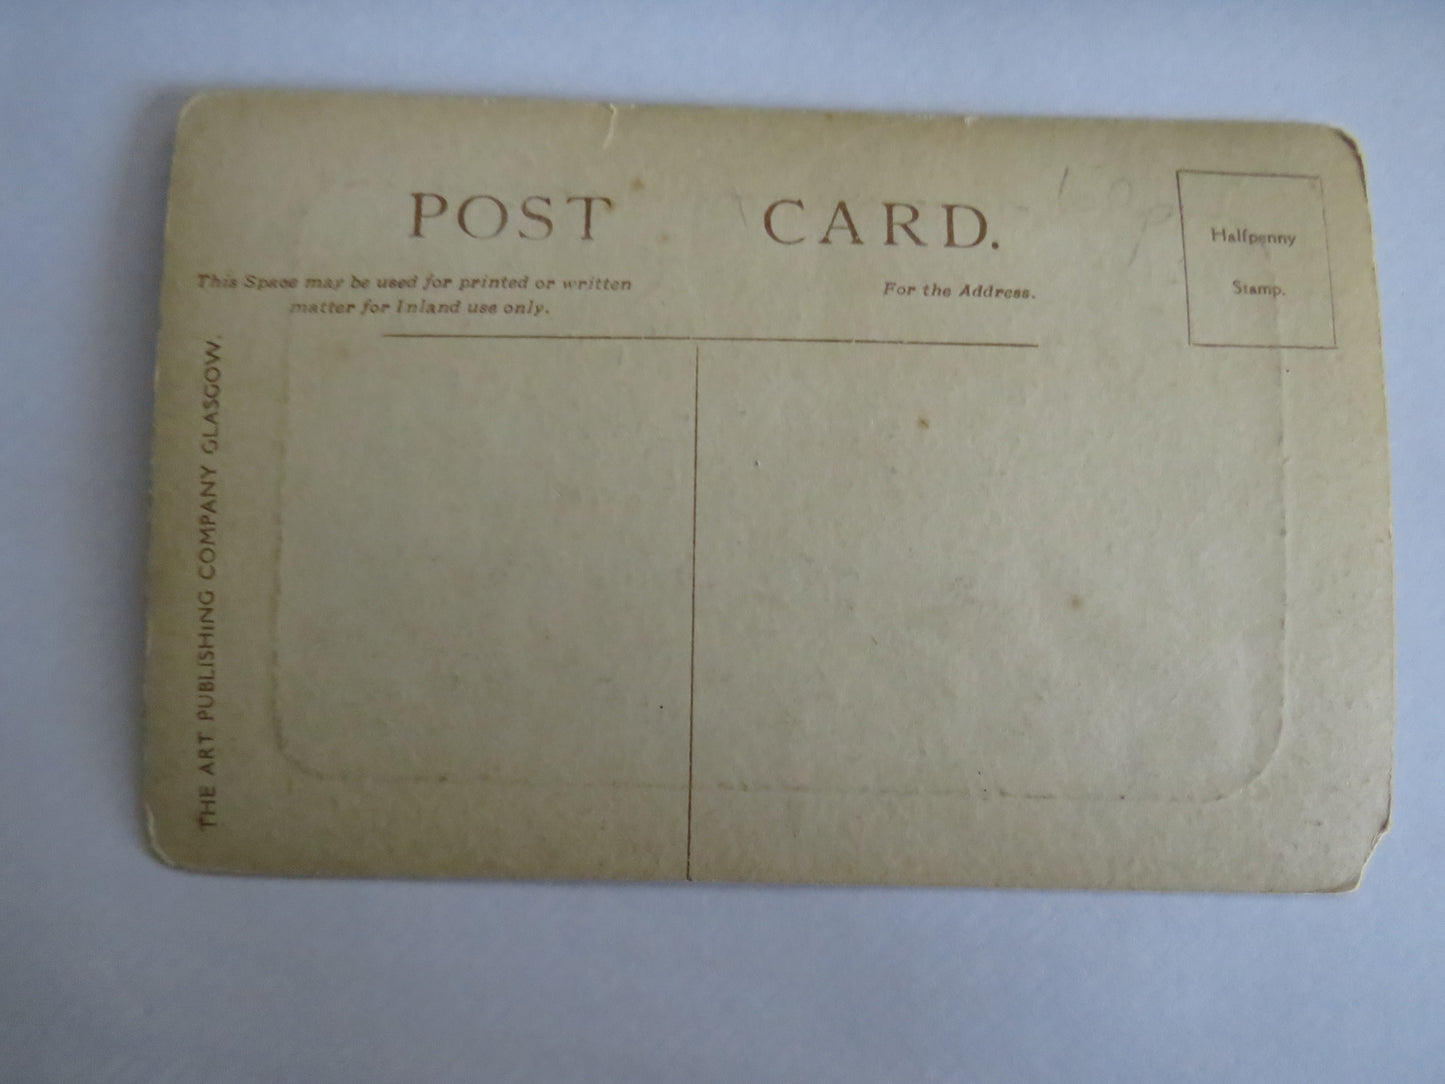 POST CARD.
This Space may be used for printed or written
matter for Inland use only.
For the Address.
Halfpenny
Stamp.
THE ART PUBLISHING COMPANY GLASGOW.